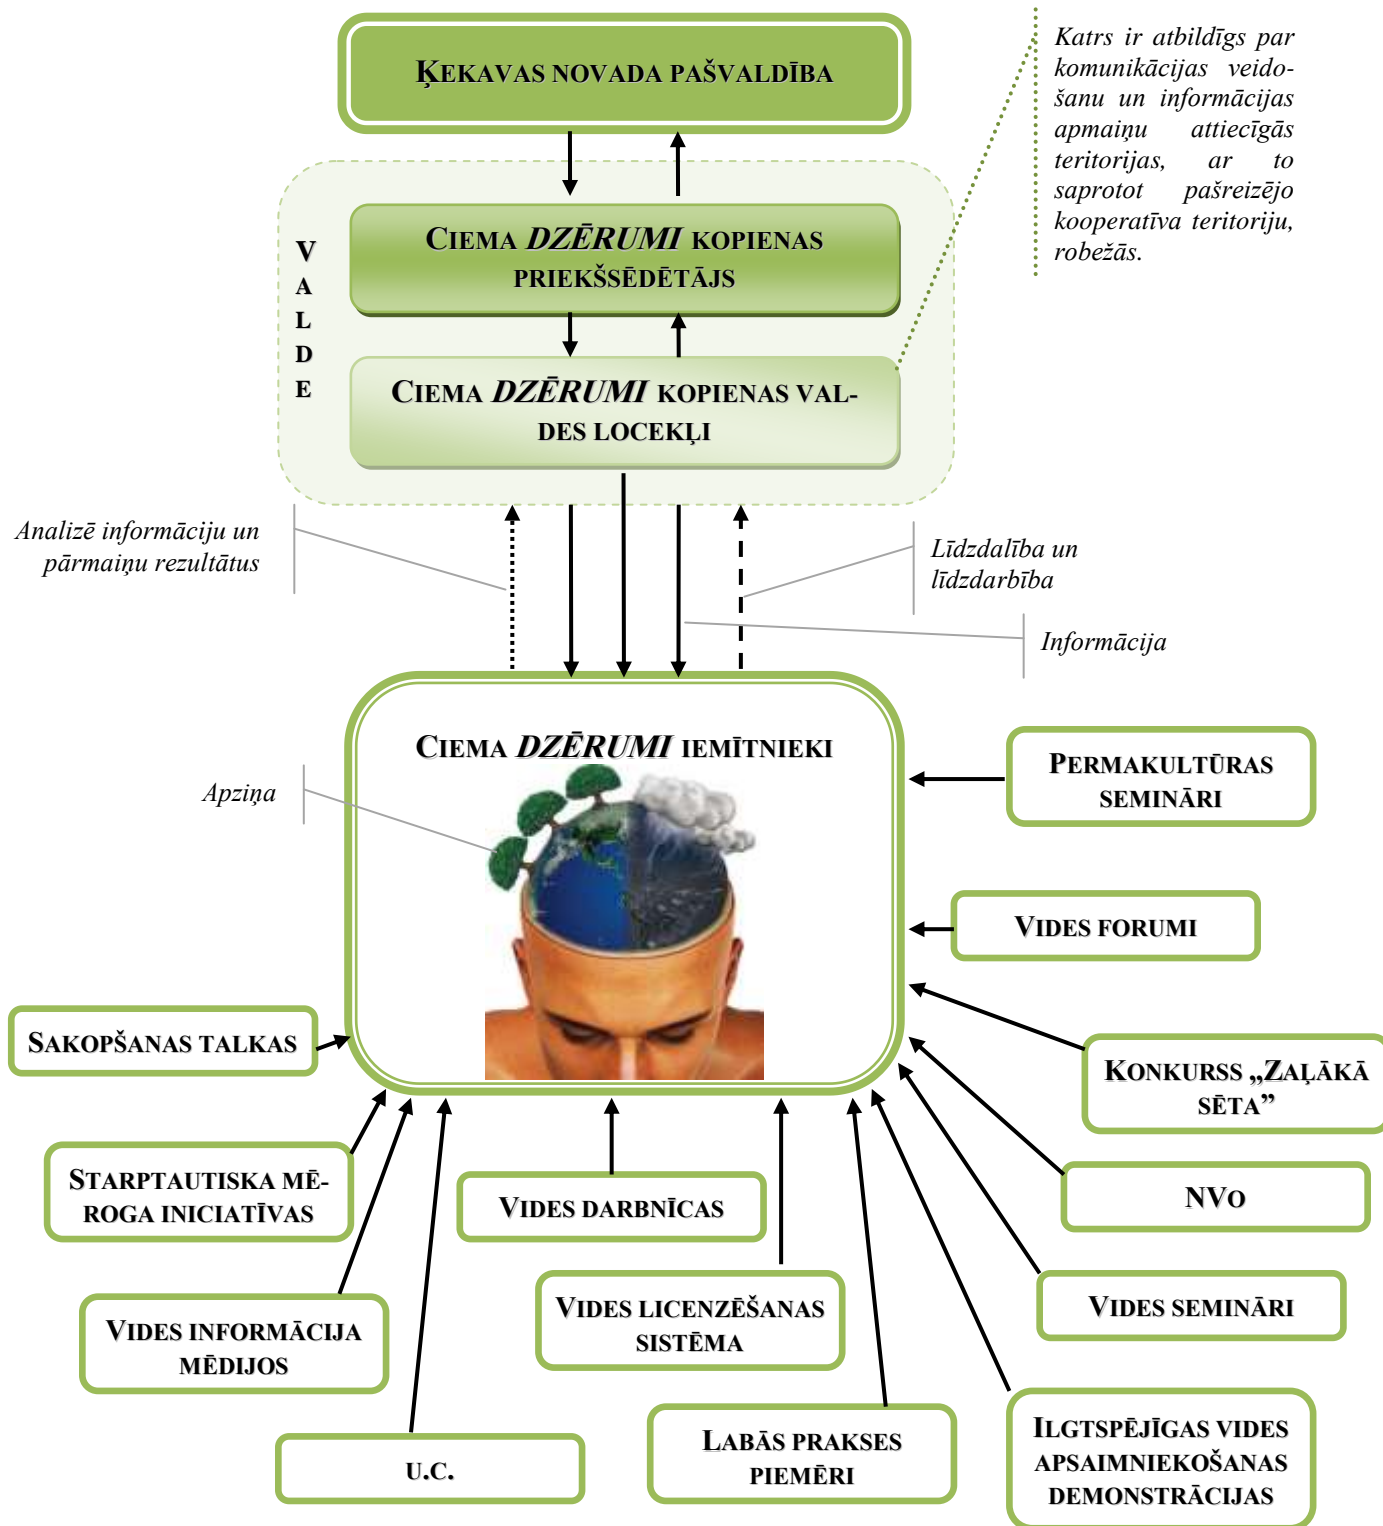 ĶEKAVAS NOVADA PAŠVALDĪBA
Katrs ir atbildīgs par
komunikācijas veido-
šanu un informācijas
apmaiņu attiecīgās
teritorijas, ar to
saprotot pašreizējo
kooperatīva teritoriju,
robežās.
V
A
L
D
E
CIEMA DZĒRUMI KOPIENAS
PRIEKŠSĒDĒTĀJS
CIEMA DZĒRUMI KOPIENAS VAL-
DES LOCEKĻI
Analizē informāciju un
pārmaiņu rezultātus
Līdzdalība un
līdzdarbība
Informācija
CIEMA DZĒRUMI IEMĪTNIEKI
Apziņa
PERMAKULTŪRAS
SEMINĀRI
VIDES FORUMI
SAKOPŠANAS TALKAS
KONKURSS „ZAĻĀKĀ
SĒTA”
STARPTAUTISKA MĒ-
ROGA INICIATĪVAS
VIDES DARBNĪCAS
NVO
VIDES INFORMĀCIJA
MĒDIJOS
VIDES LICENZĒŠANAS
SISTĒMA
VIDES SEMINĀRI
U.C.
LABĀS PRAKSES
PIEMĒRI
ILGTSPĒJĪGAS VIDES
APSAIMNIEKOŠANAS
DEMONSTRĀCIJAS